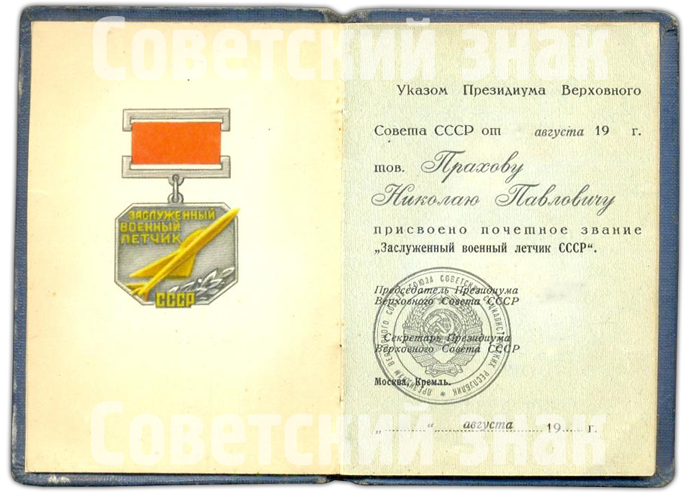 Советский знак
ЗАСЛУЖЕННЫЙ
ВОЕННЫЙ
ЛЕТЧИК
СССР
Указом Президиума Верховного
Совета СССР от августа 19 г.
тов. Прахову
Николаю Павловичу
присвоено почетное звание
„Заслуженный военный летчик СССР“.
Председатель Президиума
Верховного Совета СССР
Секретарь Президиума
Верховного Совета СССР
Москва, Кремль.
„......“ августа 19..... г.
Советский знак